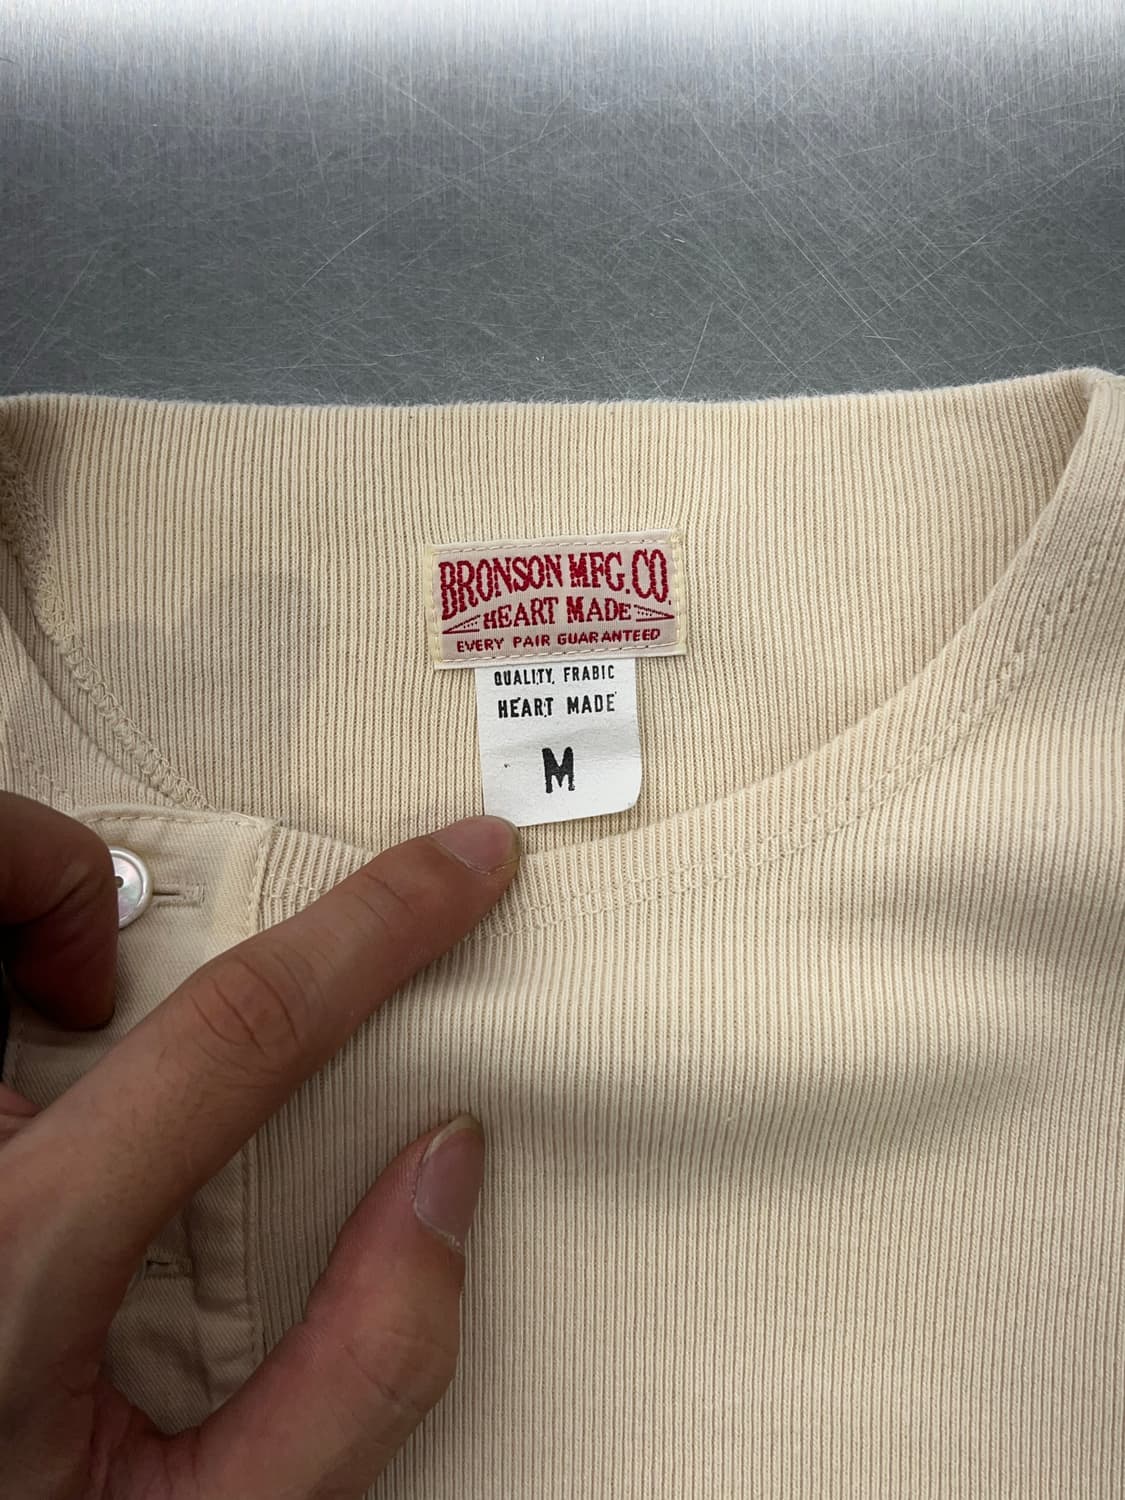 BRONSON MFG.CO.
HEART MADE
EVERY PAIR GUARANTEED
QUALITY. FRABIC
HEART MADE
M